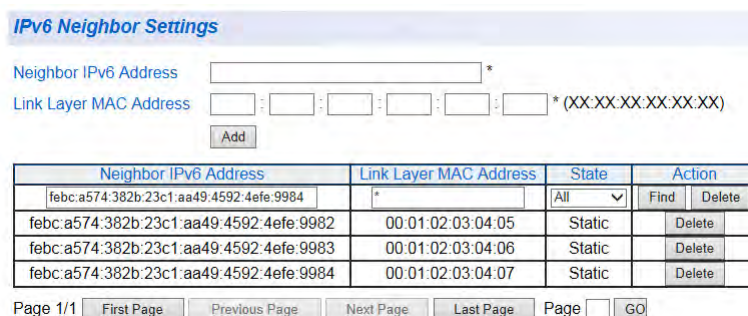 IPv6 Neighbor Settings
Neighbor IPv6 Address *
Link Layer MAC Address : : : : : * (XX:XX:XX:XX:XX:XX)
Add
Neighbor IPv6 Address Link Layer MAC Address State Action
febc:a574:382b:23c1:aa49:4592:4efe:9984 * All Find Delete
febc:a574:382b:23c1:aa49:4592:4efe:9982 00:01:02:03:04:05 Static Delete
febc:a574:382b:23c1:aa49:4592:4efe:9983 00:01:02:03:04:06 Static Delete
febc:a574:382b:23c1:aa49:4592:4efe:9984 00:01:02:03:04:07 Static Delete
Page 1/1 First Page Previous Page Next Page Last Page Page GO